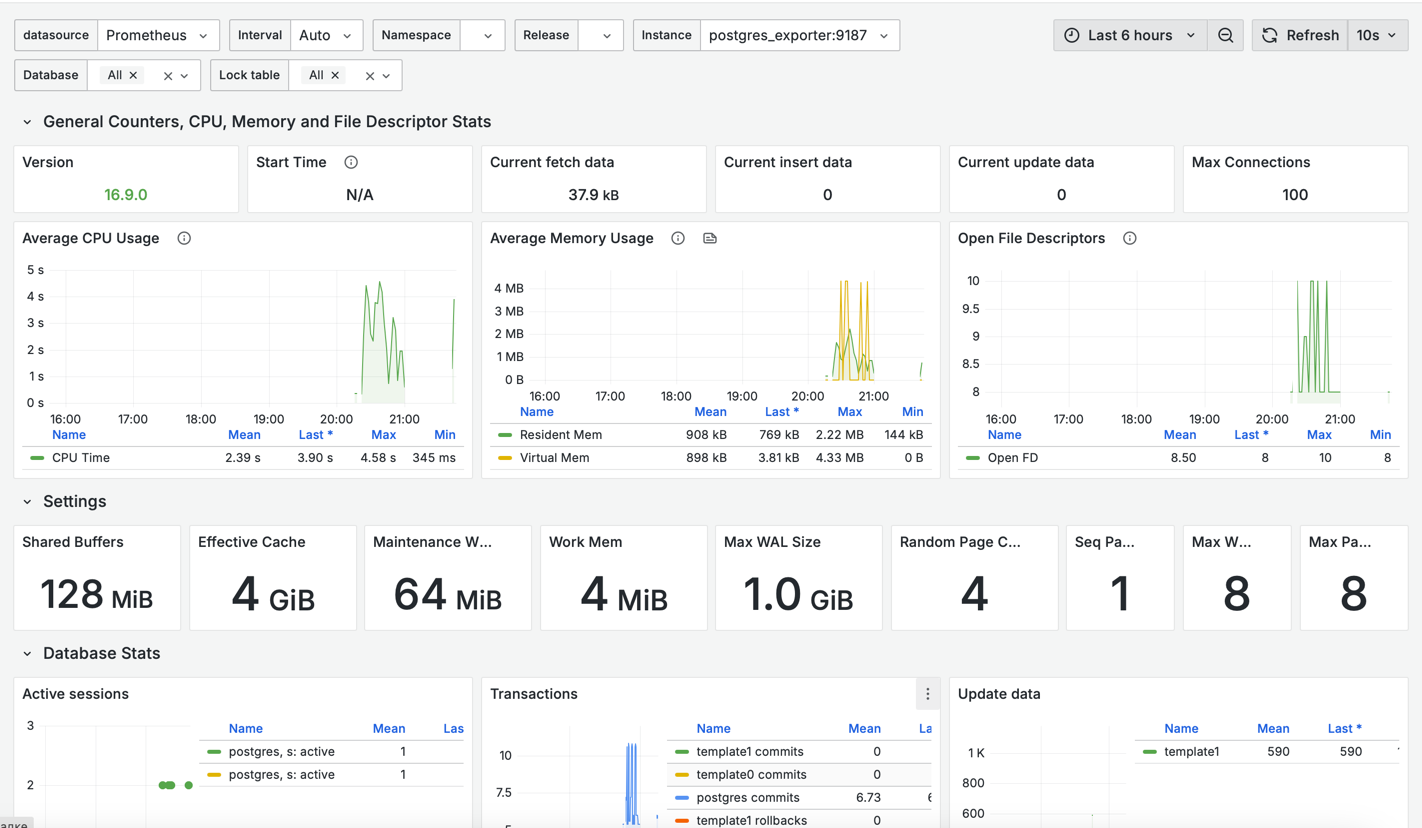 datasource Prometheus Interval Auto Namespace Release Instance postgres_exporter:9187 Last 6 hours Refresh 10s
Database All Lock table All
General Counters, CPU, Memory and File Descriptor Stats
Version Start Time Current fetch data Current insert data Current update data Max Connections
16.9.0 N/A 37.9 kB 0 0 100
Average CPU Usage
5 s
4 s
3 s
2 s
1 s
0 s
16:00 17:00 18:00 19:00 20:00 21:00
Name Mean Last * Max Min
CPU Time 2.39 s 3.90 s 4.58 s 345 ms
Average Memory Usage
4 MB
3 MB
2 MB
1 MB
0 B
16:00 17:00 18:00 19:00 20:00 21:00
Name Mean Last * Max Min
Resident Mem 908 kB 769 kB 2.22 MB 144 kB
Virtual Mem 898 kB 3.81 kB 4.33 MB 0 B
Open File Descriptors
10
9.5
9
8.5
8
16:00 17:00 18:00 19:00 20:00 21:00
Name Mean Last * Max Min
Open FD 8.50 8 10 8
Settings
Shared Buffers Effective Cache Maintenance W... Work Mem Max WAL Size Random Page C... Seq Pa... Max W... Max Pa...
128 MiB 4 GiB 64 MiB 4 MiB 1.0 GiB 4 1 8 8
Database Stats
Active sessions
3
2
Name Mean Las
postgres, s: active 1
postgres, s: active 1
Transactions
10
7.5
Name Mean La
template1 commits 0
template0 commits 0
postgres commits 6.73 6
template1 rollbacks 0
Update data
1 K
800
600
Name Mean Last *
template1 590 590